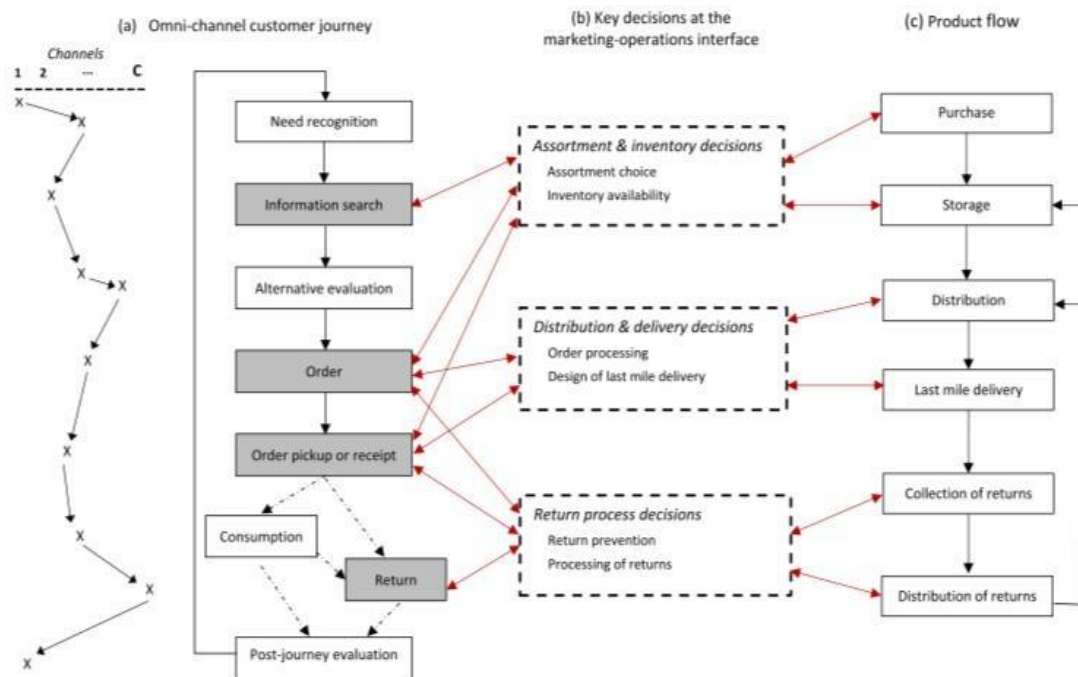 (a) Omni-channel customer journey
(b) Key decisions at the
marketing-operations interface
(c) Product flow
Channels
1 2 ... C
X
X
X
X
X
X
X
X
X
X
Need recognition
Information search
Alternative evaluation
Order
Order pickup or receipt
Consumption
Return
Post-journey evaluation
Assortment & inventory decisions
Assortment choice
Inventory availability
Distribution & delivery decisions
Order processing
Design of last mile delivery
Return process decisions
Return prevention
Processing of returns
Purchase
Storage
Distribution
Last mile delivery
Collection of returns
Distribution of returns